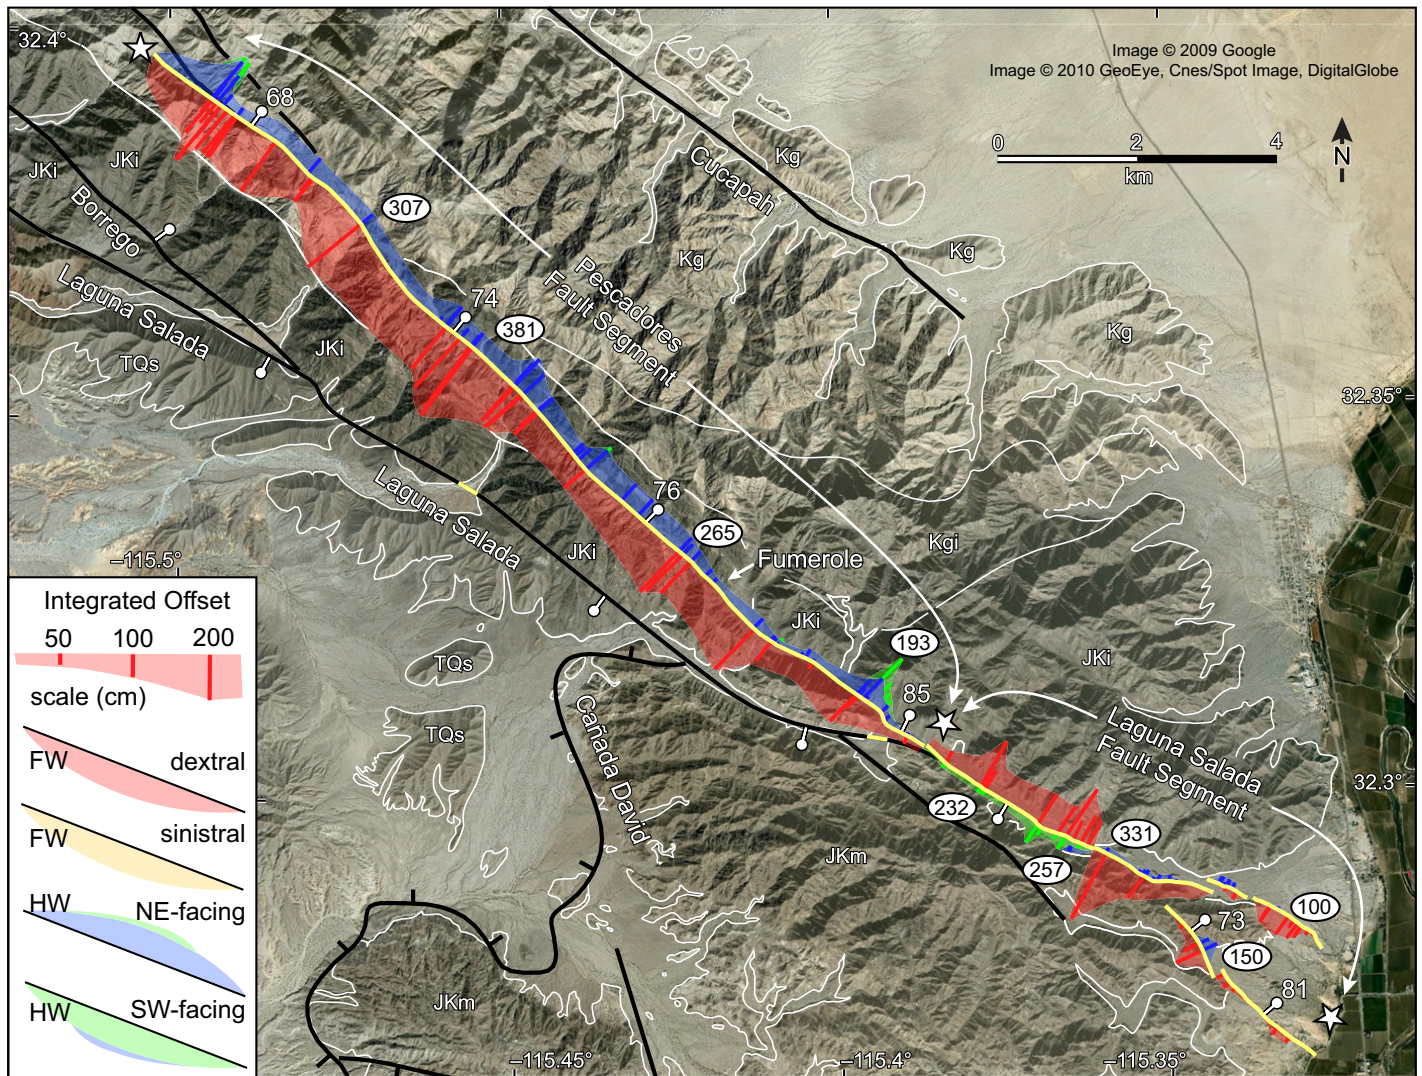 32.4°
Image © 2009 Google
Image © 2010 GeoEye, Cnes/Spot Image, DigitalGlobe
0 2 4
km
N
68
JKi
JKi
Borrego
307
Cucapah
Kg
Kg
Kg
Kg
Laguna Salada
TQs
JKi
74
381
Pescadores
Fault Segment
32.35°
Laguna Salada
76
265
Fumerole
Kgi
JKi
–115.5°
JKi
193
JKi
85
TQs
TQs
Cañada David
Laguna Salada
Fault Segment
32.3°
232
331
257
JKm
100
73
150
81
JKm
–115.45°
–115.4°
–115.35°
Integrated Offset
50 100 200
scale (cm)
FW dextral
FW sinistral
HW NE-facing
HW SW-facing